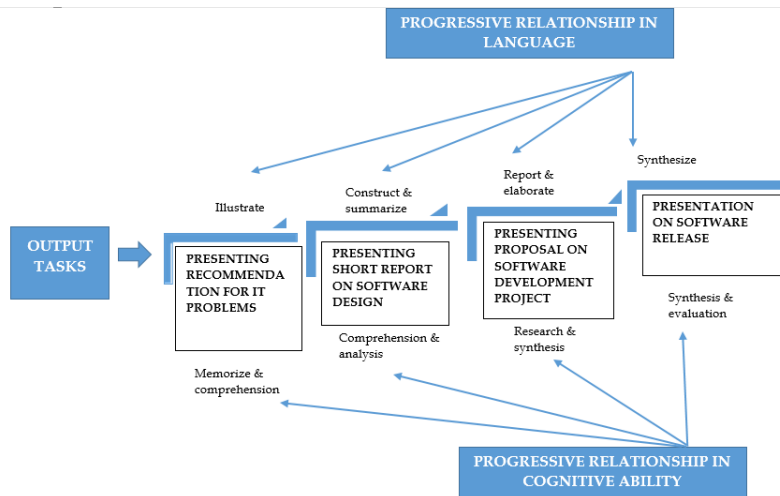 PROGRESSIVE RELATIONSHIP IN
LANGUAGE
Illustrate
Construct &
summarize
Report &
elaborate
Synthesize
OUTPUT
TASKS
PRESENTING
RECOMMENDA
TION FOR IT
PROBLEMS
PRESENTING
SHORT REPORT
ON SOFTWARE
DESIGN
PRESENTING
PROPOSAL ON
SOFTWARE
DEVELOPMENT
PROJECT
PRESENTATION
ON SOFTWARE
RELEASE
Memorize &
comprehension
Comprehension &
analysis
Research &
synthesis
Synthesis &
evaluation
PROGRESSIVE RELATIONSHIP IN
COGNITIVE ABILITY